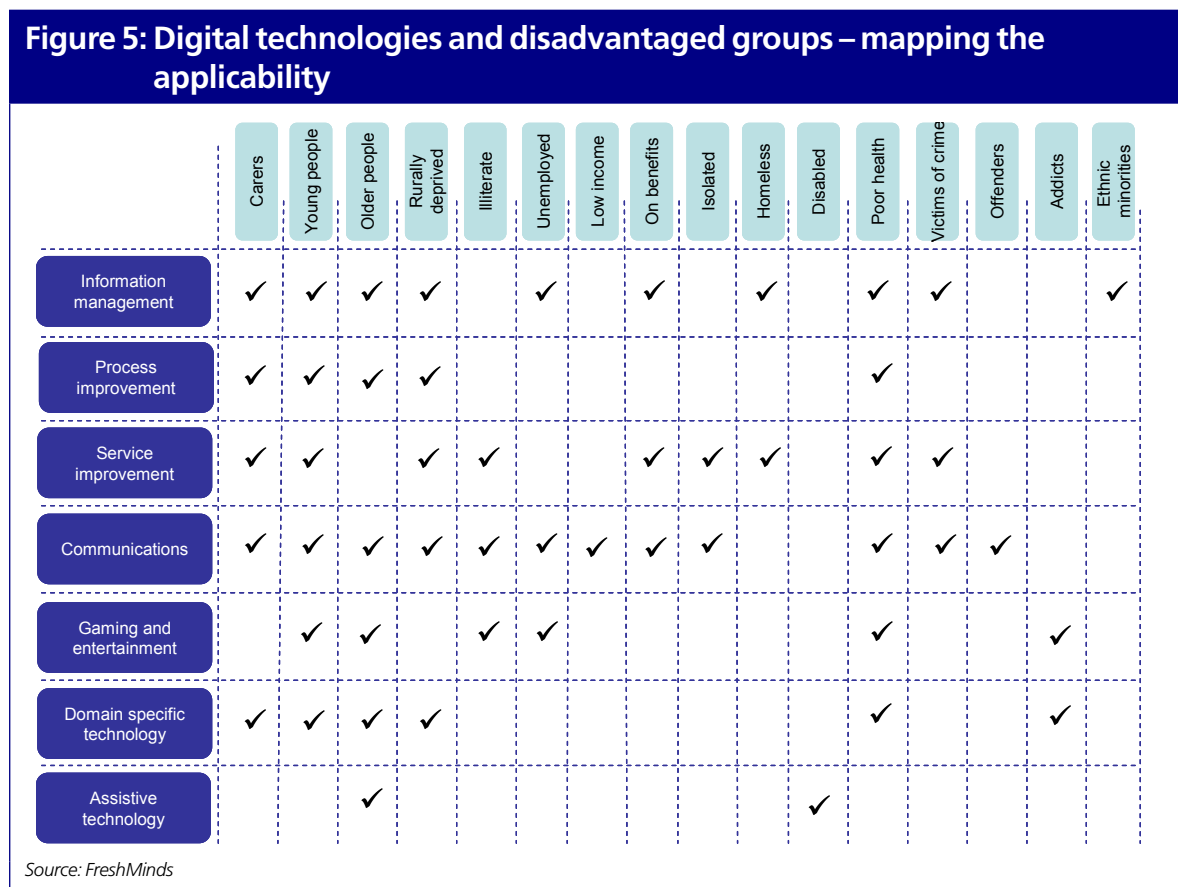 Figure 5: Digital technologies and disadvantaged groups – mapping the
applicability
Carers
Young people
Older people
Rurally
deprived
Illiterate
Unemployed
Low income
On benefits
Isolated
Homeless
Disabled
Poor health
Victims of crime
Offenders
Addicts
Ethnic
minorities
Information
management
✓ ✓ ✓ ✓ ✓ ✓ ✓ ✓ ✓ ✓
Process
improvement
✓ ✓ ✓ ✓ ✓
Service
improvement
✓ ✓ ✓ ✓ ✓ ✓ ✓ ✓ ✓
Communications
✓ ✓ ✓ ✓ ✓ ✓ ✓ ✓ ✓ ✓ ✓ ✓
Gaming and
entertainment
✓ ✓ ✓ ✓ ✓ ✓
Domain specific
technology
✓ ✓ ✓ ✓ ✓ ✓
Assistive
technology
✓ ✓
Source: FreshMinds